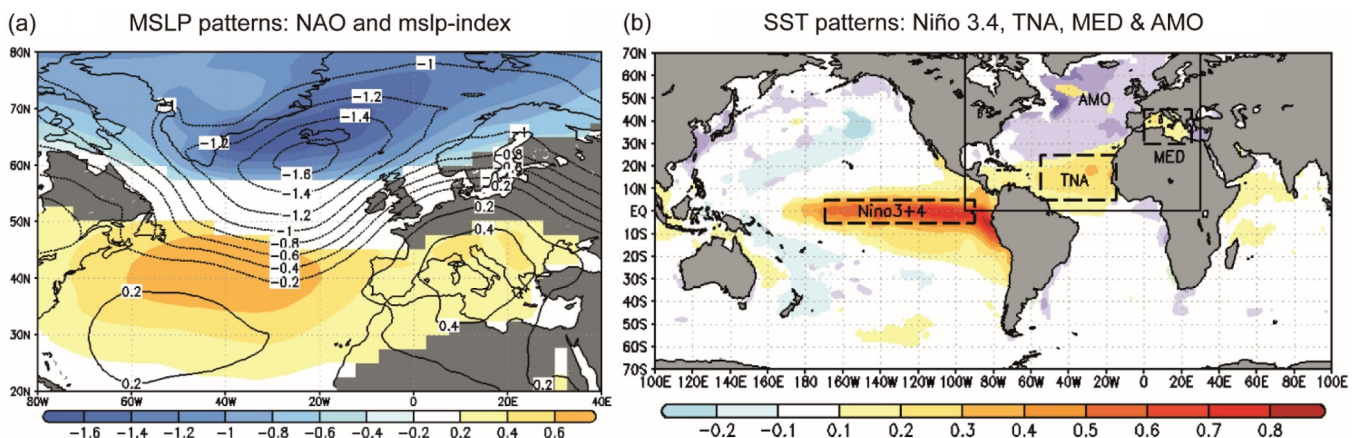 (a) MSLP patterns: NAO and mslp-index
80N
70N
60N
50N
40N
30N
20N
-1
-1.2
-1.4
-1.2
-1.6
-1.4
-1.2
-1
-0.8
-0.6
-0.4
-0.2
-0.8
-0.2
0.2
0.4
0.2
0.4
0.2
0.2
80W 60W 40W 20W 0 20E 40E
-1.6 -1.4 -1.2 -1 -0.8 -0.6 -0.4 -0.2 0.2 0.4 0.6
(b) SST patterns: Niño 3.4, TNA, MED & AMO
70N
60N
50N
40N
30N
20N
10N
EQ
10S
20S
30S
40S
50S
60S
70S
AMO
MED
TNA
Nino3+4
100E 120E 140E 160E 180 160W 140W 120W 100W 80W 60W 40W 20W 0 20E 40E 60E 80E 100E
-0.2 -0.1 0.1 0.2 0.3 0.4 0.5 0.6 0.7 0.8